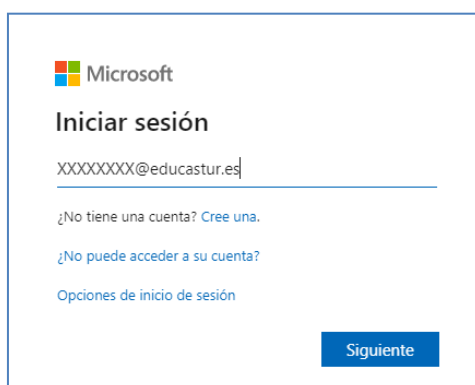 Microsoft
Iniciar sesión
XXXXXXXX@educastur.es
¿No tiene una cuenta? Cree una.
¿No puede acceder a su cuenta?
Opciones de inicio de sesión
Siguiente